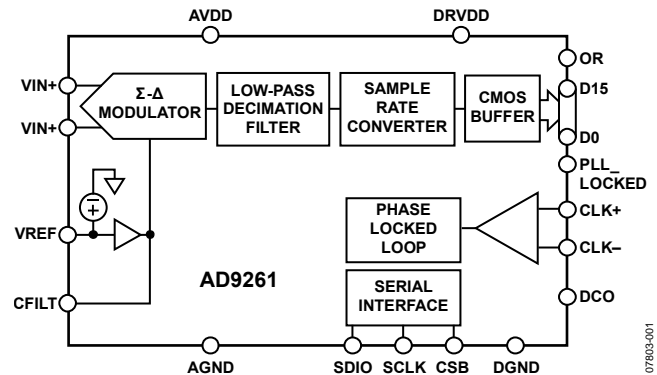 AVDD
DRVDD
VIN+
VIN+
VREF
CFILT
Σ-Δ
MODULATOR
LOW-PASS
DECIMATION
FILTER
SAMPLE
RATE
CONVERTER
CMOS
BUFFER
OR
D15
D0
PLL_
LOCKED
CLK+
CLK–
DCO
PHASE
LOCKED
LOOP
AD9261
SERIAL
INTERFACE
AGND
SDIO
SCLK
CSB
DGND
07803-001